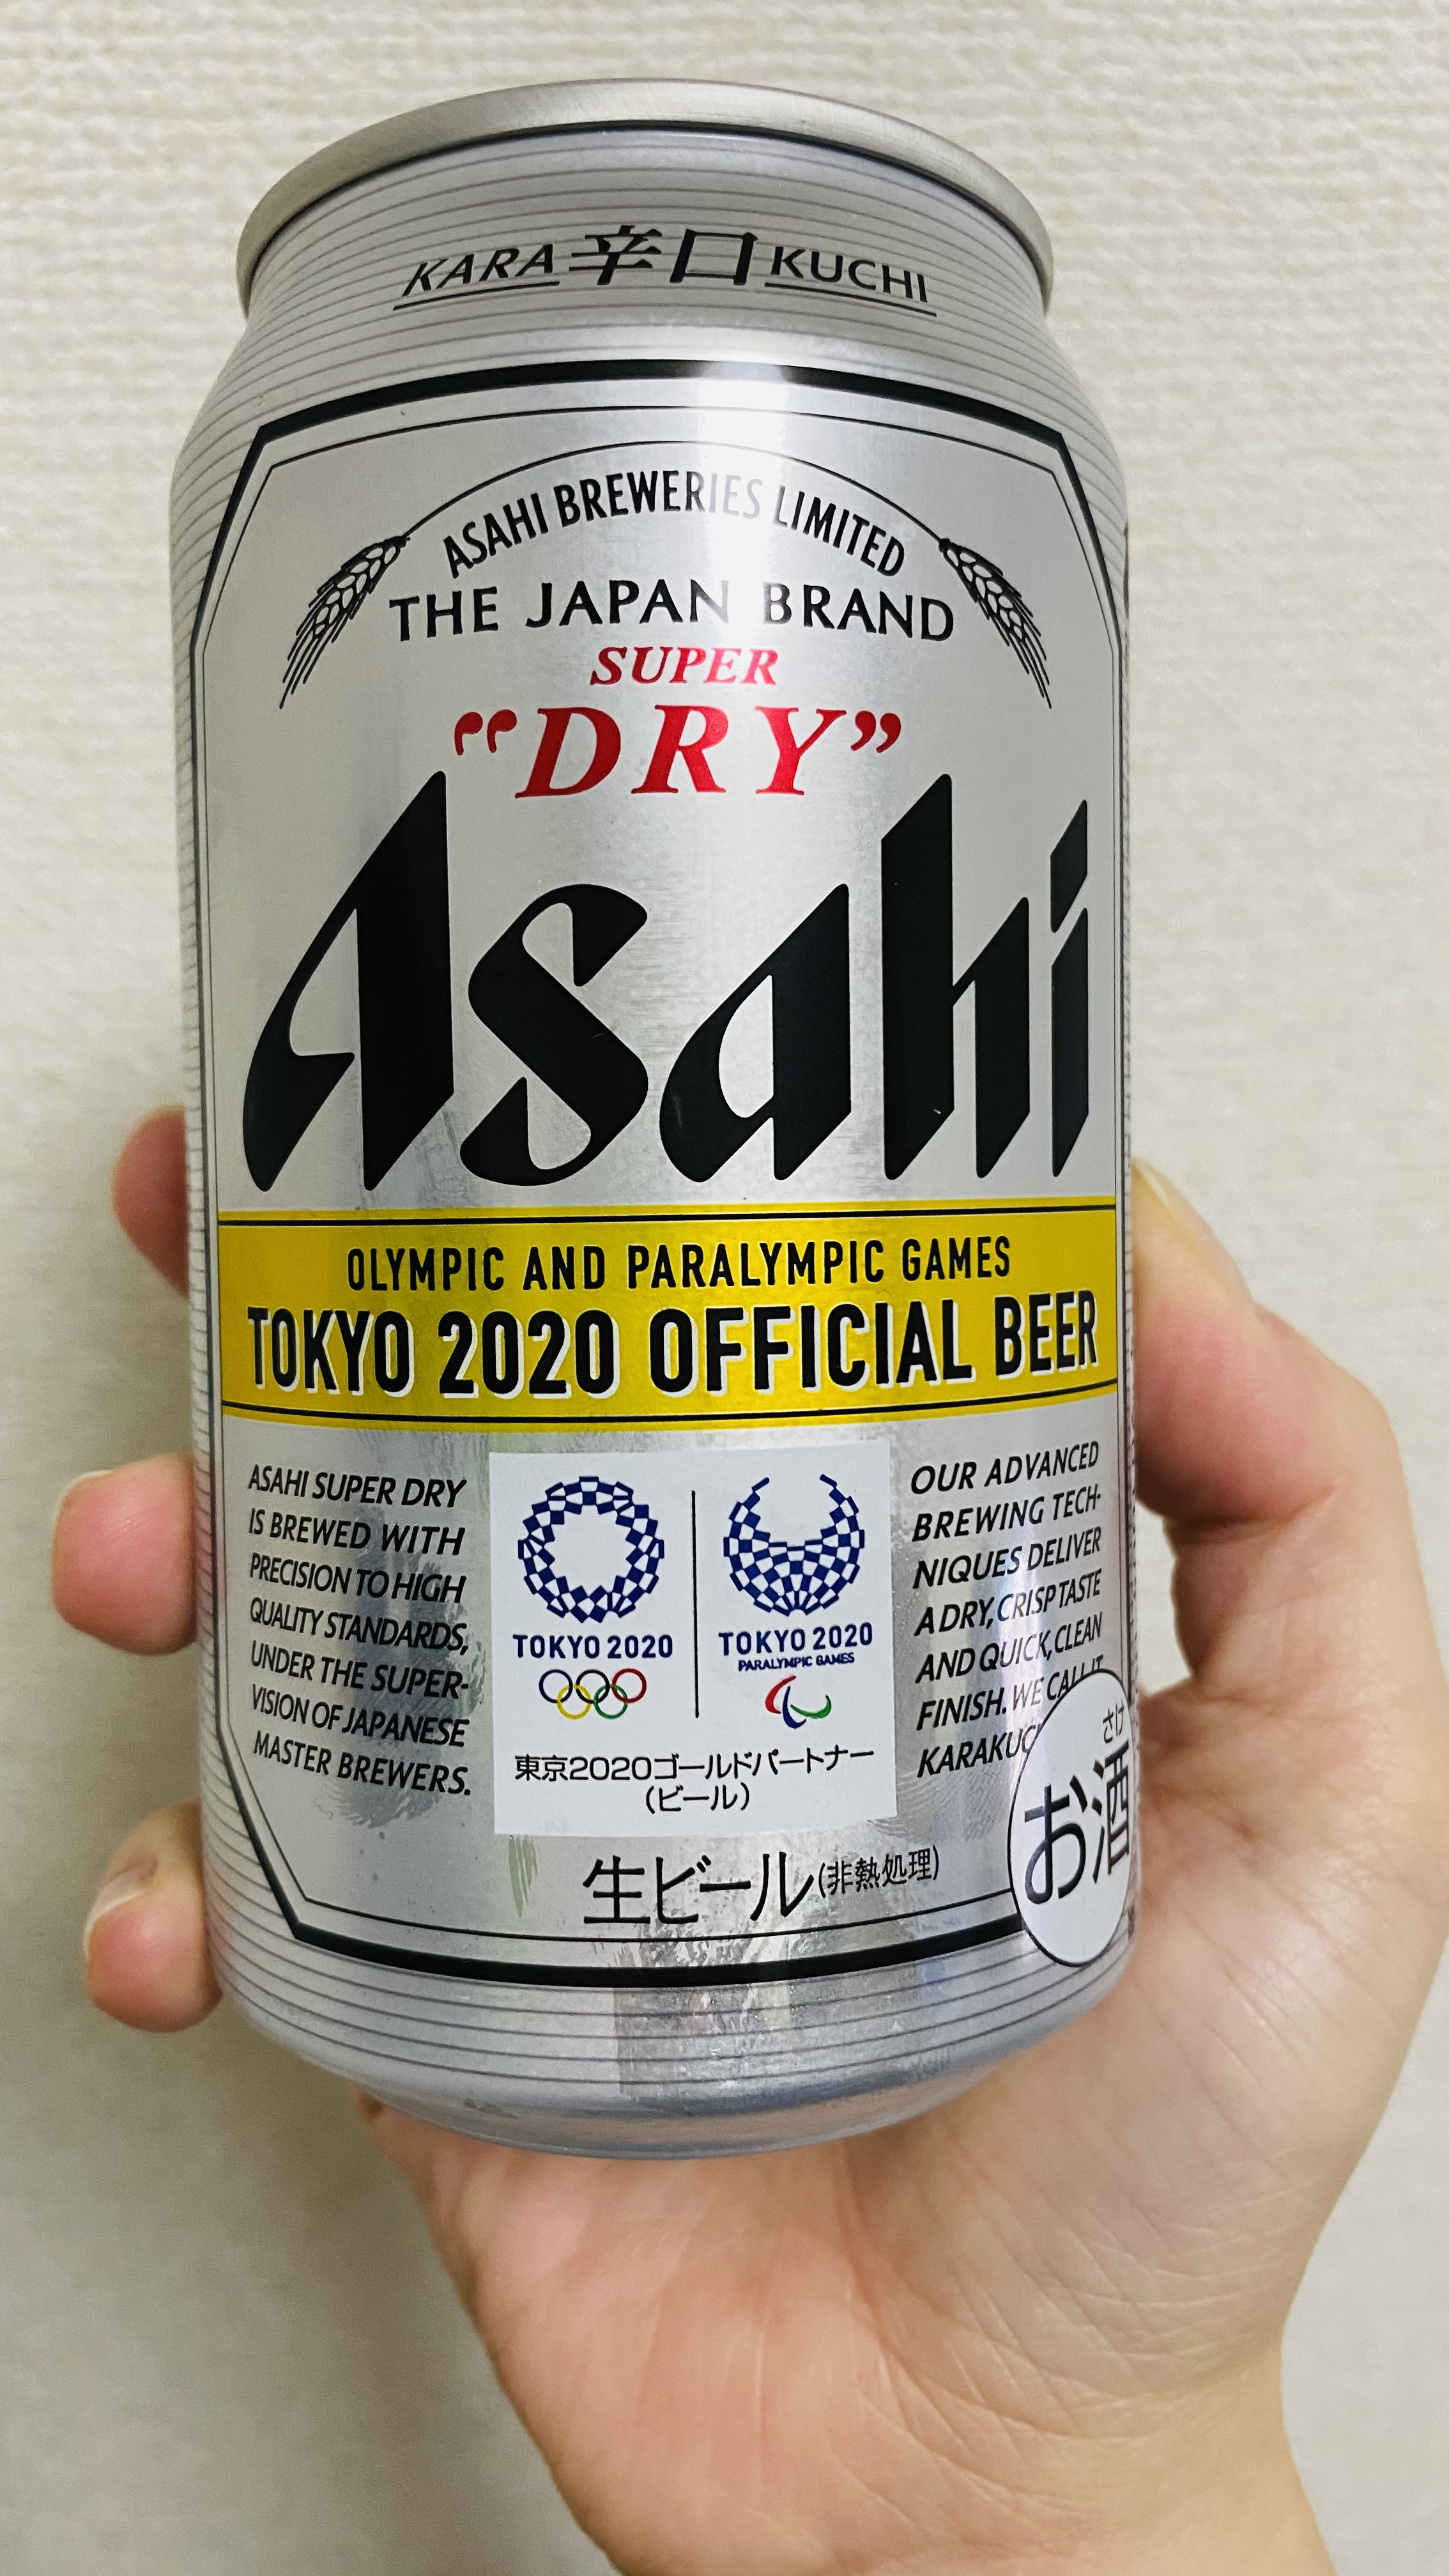 KARA 辛口 KUCHI
ASAHI BREWERIES LIMITED
THE JAPAN BRAND
SUPER
"DRY"
Asahi
OLYMPIC AND PARALYMPIC GAMES
TOKYO 2020 OFFICIAL BEER
ASAHI SUPER DRY
IS BREWED WITH
PRECISION TO HIGH
QUALITY STANDARDS,
UNDER THE SUPER-
VISION OF JAPANESE
MASTER BREWERS.
TOKYO 2020
TOKYO 2020
PARALYMPIC GAMES
東京2020ゴールドパートナー
（ビール）
OUR ADVANCED
BREWING TECH-
NIQUES DELIVER
A DRY, CRISP TASTE
AND QUICK, CLEAN
FINISH. WE CALL IT
さけ
お酒
生ビール(非熱処理)